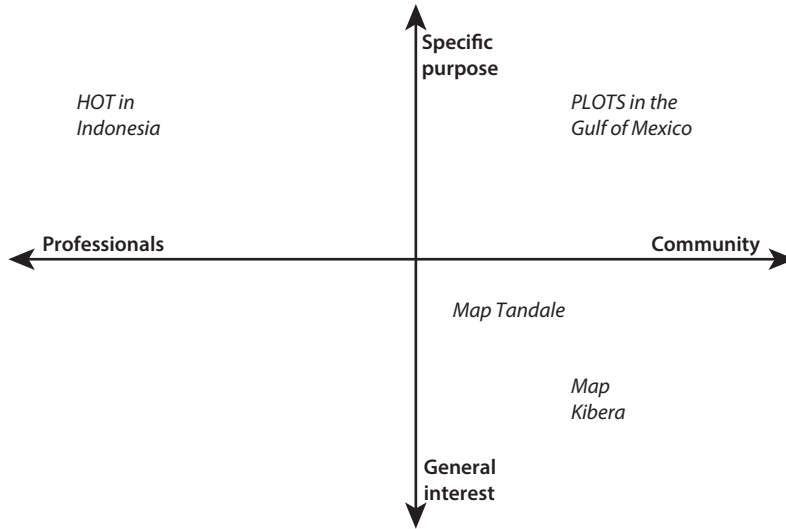 Specific
purpose
HOT in
Indonesia
PLOTS in the
Gulf of Mexico
Professionals
Community
Map Tandale
Map
Kibera
General
interest